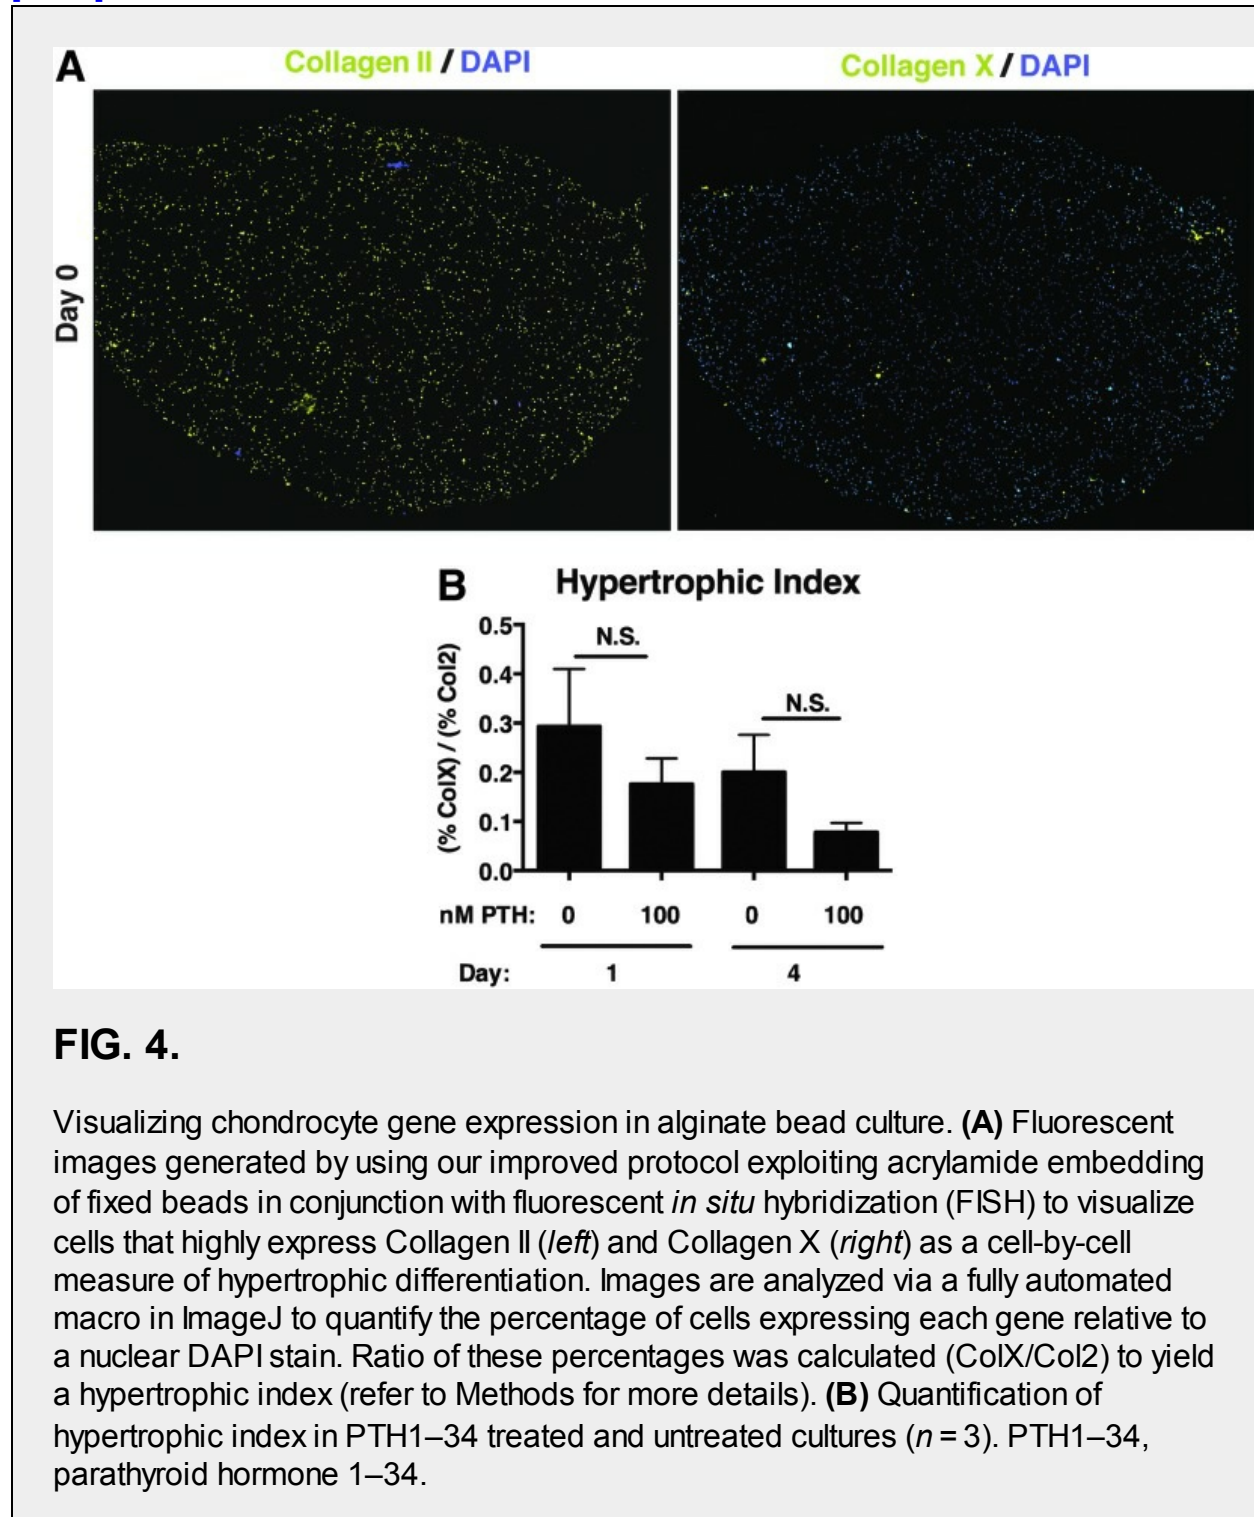 A
Collagen II / DAPI
Collagen X / DAPI
Day 0
B
Hypertrophic Index
(% ColX) / (% Col2)
0.5
0.4
0.3
0.2
0.1
0.0
N.S.
N.S.
nM PTH: 0 100 0 100
Day: 1 4
FIG. 4.
Visualizing chondrocyte gene expression in alginate bead culture. (A) Fluorescent
images generated by using our improved protocol exploiting acrylamide embedding
of fixed beads in conjunction with fluorescent in situ hybridization (FISH) to visualize
cells that highly express Collagen II (left) and Collagen X (right) as a cell-by-cell
measure of hypertrophic differentiation. Images are analyzed via a fully automated
macro in ImageJ to quantify the percentage of cells expressing each gene relative to
a nuclear DAPI stain. Ratio of these percentages was calculated (ColX/Col2) to yield
a hypertrophic index (refer to Methods for more details). (B) Quantification of
hypertrophic index in PTH1–34 treated and untreated cultures (n = 3). PTH1–34,
parathyroid hormone 1–34.